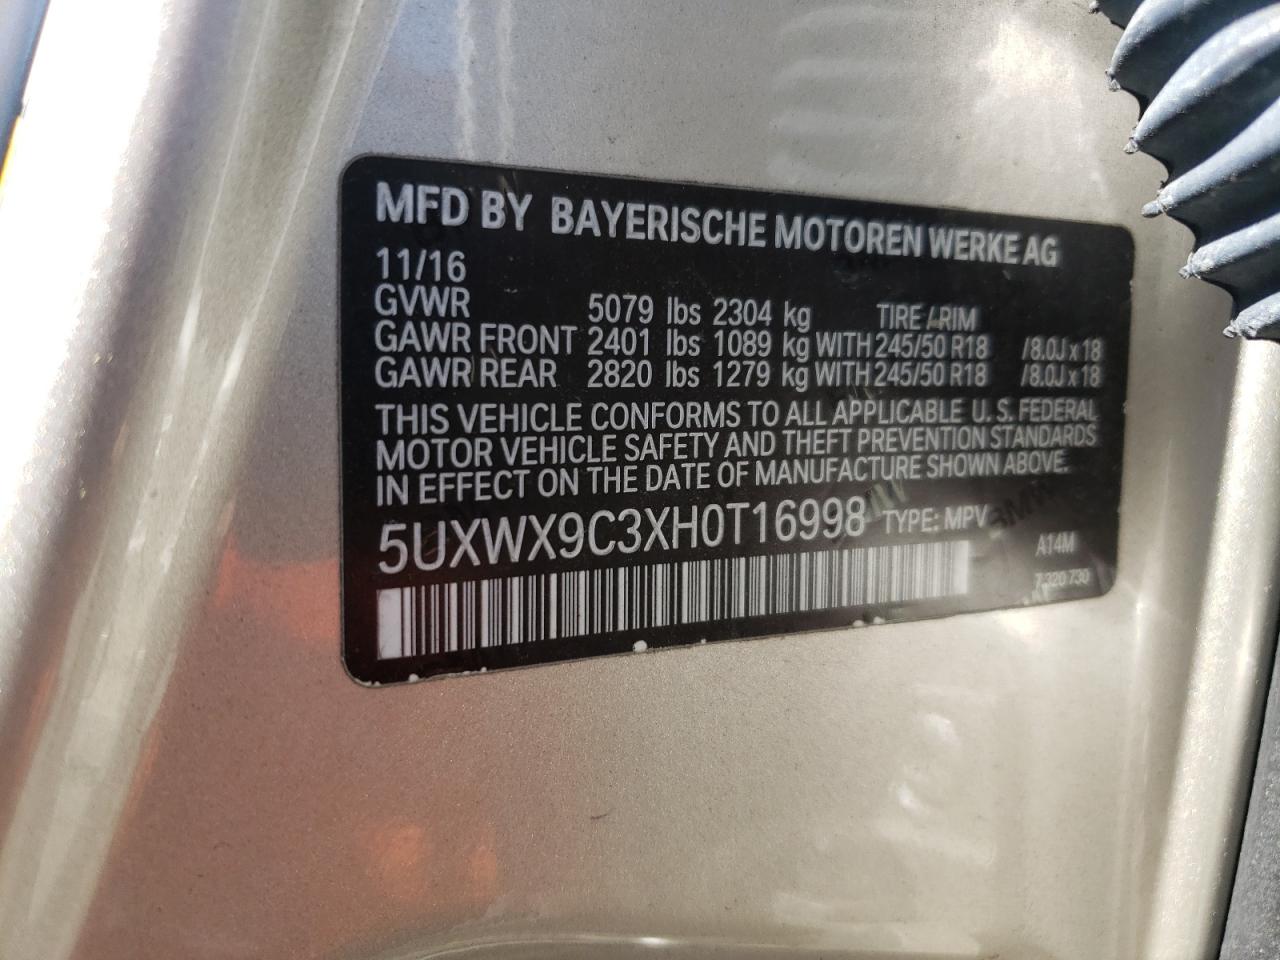 MFD BY BAYERISCHE MOTOREN WERKE AG
11/16
GVWR 5079 lbs 2304 kg TIRE / RIM
GAWR FRONT 2401 lbs 1089 kg WITH 245/50 R18 /8.0J x 18
GAWR REAR 2820 lbs 1279 kg WITH 245/50 R18 /8.0J x 18
THIS VEHICLE CONFORMS TO ALL APPLICABLE U. S. FEDERAL
MOTOR VEHICLE SAFETY AND THEFT PREVENTION STANDARDS
IN EFFECT ON THE DATE OF MANUFACTURE SHOWN ABOVE.
5UXWX9C3XH0T16998 TYPE: MPV
A14M
7 320 730